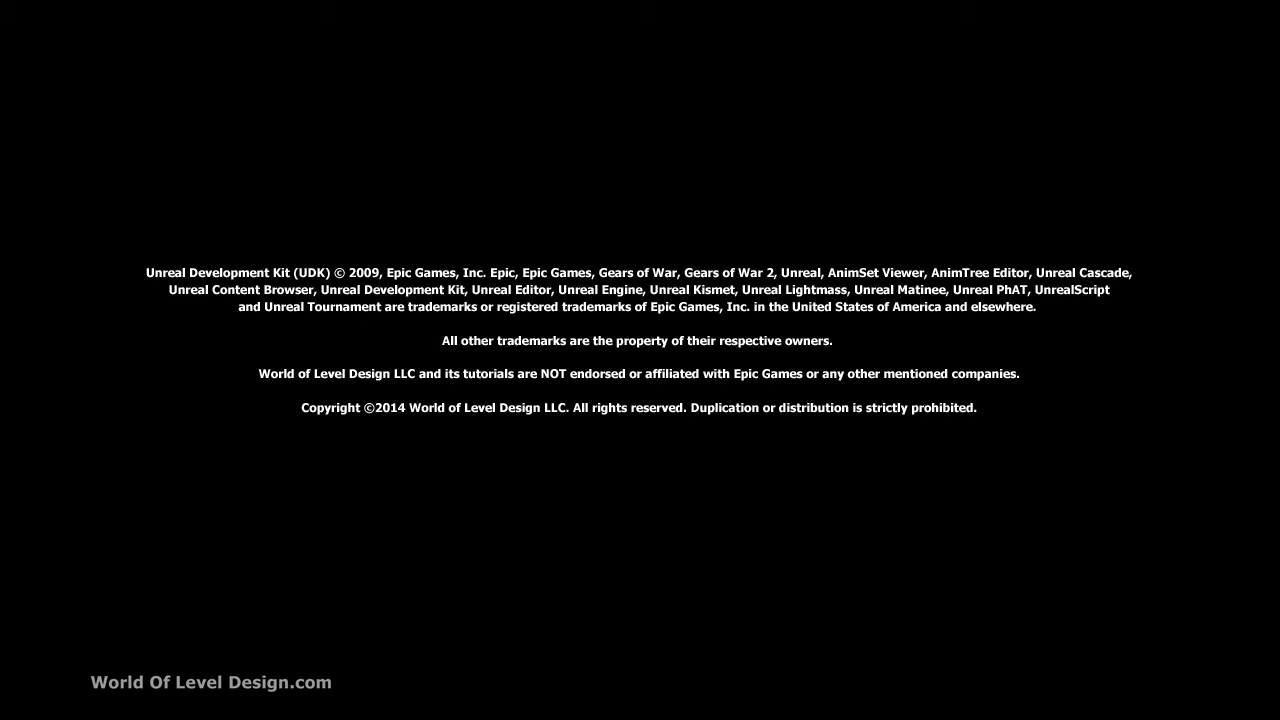 Unreal Development Kit (UDK) © 2009, Epic Games, Inc. Epic, Epic Games, Gears of War, Gears of War 2, Unreal, AnimSet Viewer, AnimTree Editor, Unreal Cascade,
Unreal Content Browser, Unreal Development Kit, Unreal Editor, Unreal Engine, Unreal Kismet, Unreal Lightmass, Unreal Matinee, Unreal PhAT, UnrealScript
and Unreal Tournament are trademarks or registered trademarks of Epic Games, Inc. in the United States of America and elsewhere.
All other trademarks are the property of their respective owners.
World of Level Design LLC and its tutorials are NOT endorsed or affiliated with Epic Games or any other mentioned companies.
Copyright ©2014 World of Level Design LLC. All rights reserved. Duplication or distribution is strictly prohibited.
World Of Level Design.com